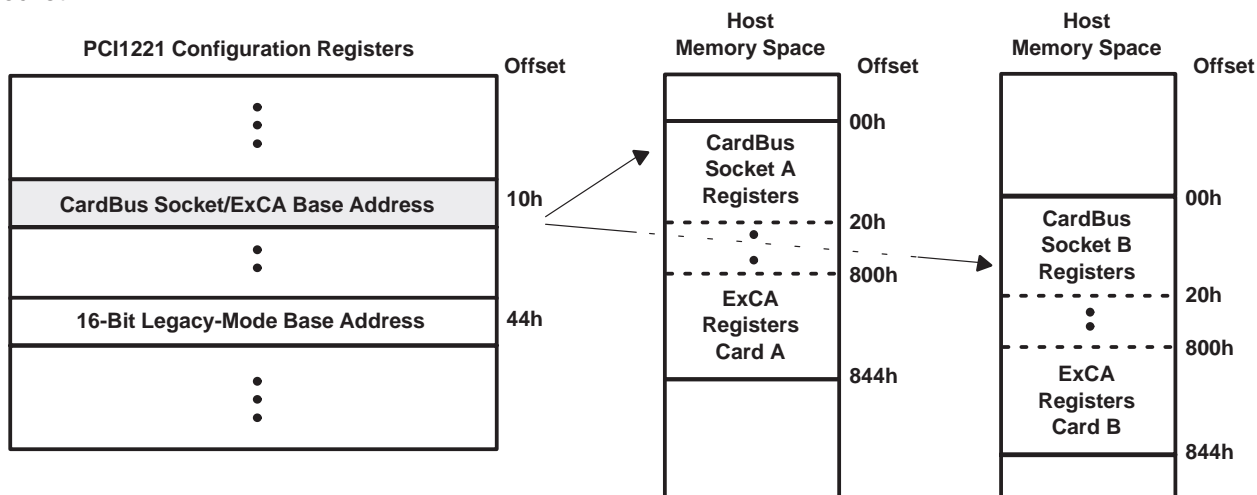 PCI1221 Configuration Registers
Offset
CardBus Socket/ExCA Base Address
10h
16-Bit Legacy-Mode Base Address
44h
Host
Memory Space
Offset
00h
CardBus
Socket A
Registers
20h
800h
ExCA
Registers
Card A
844h
Host
Memory Space
Offset
00h
CardBus
Socket B
Registers
20h
800h
ExCA
Registers
Card B
844h